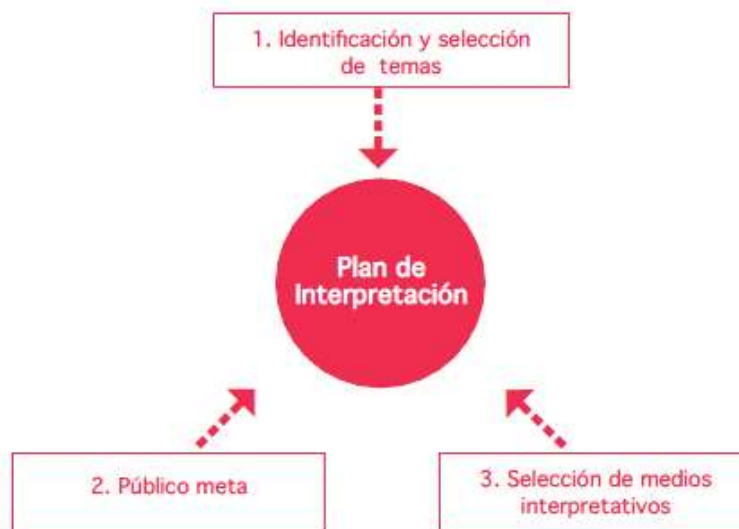 1. Identificación y selección
de temas
Plan de
Interpretación
2. Público meta
3. Selección de medios
interpretativos